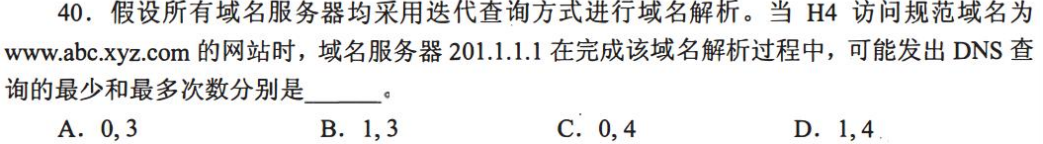 40．假设所有域名服务器均采用迭代查询方式进行域名解析。当 H4 访问规范域名为
www.abc.xyz.com 的网站时，域名服务器 201.1.1.1 在完成该域名解析过程中，可能发出 DNS 查
询的最少和最多次数分别是______。
A．0, 3 B．1, 3 C．0, 4 D．1, 4